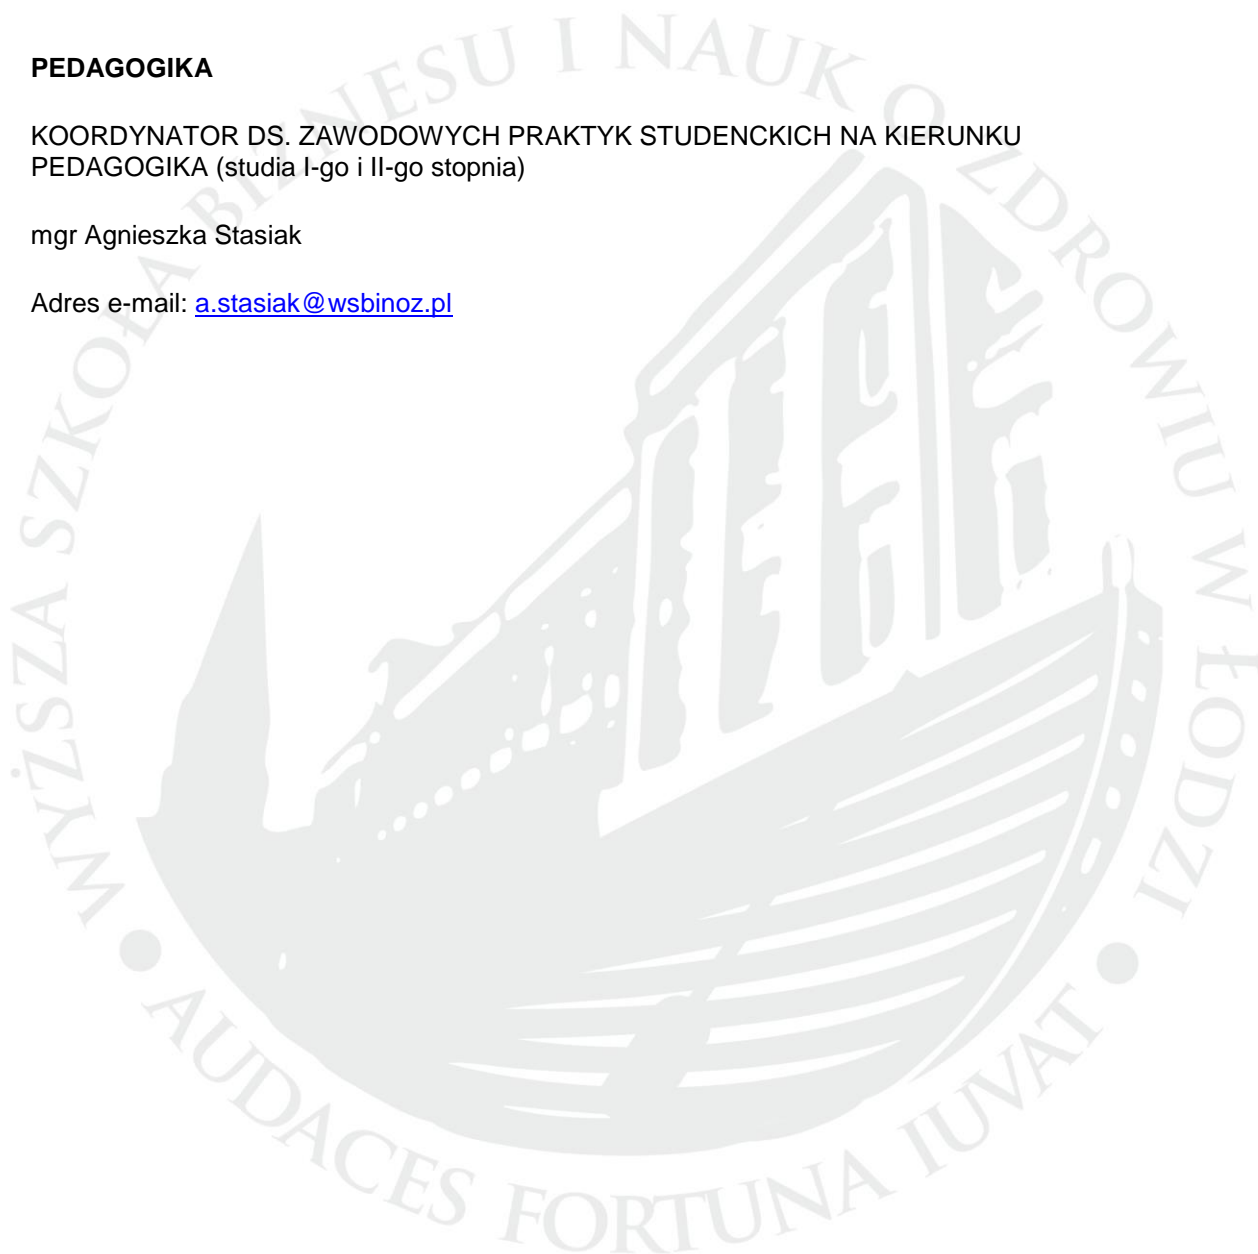 PEDAGOGIKA
KOORDYNATOR DS. ZAWODOWYCH PRAKTYK STUDENCKICH NA KIERUNKU
PEDAGOGIKA (studia I-go i II-go stopnia)
mgr Agnieszka Stasiak
Adres e-mail: a.stasiak@wsbinoz.pl
WYŻSZA SZKOŁA BIZNESU I NAUK O ZDROWIU W ŁODZI
AUDACES FORTUNA IUVAT